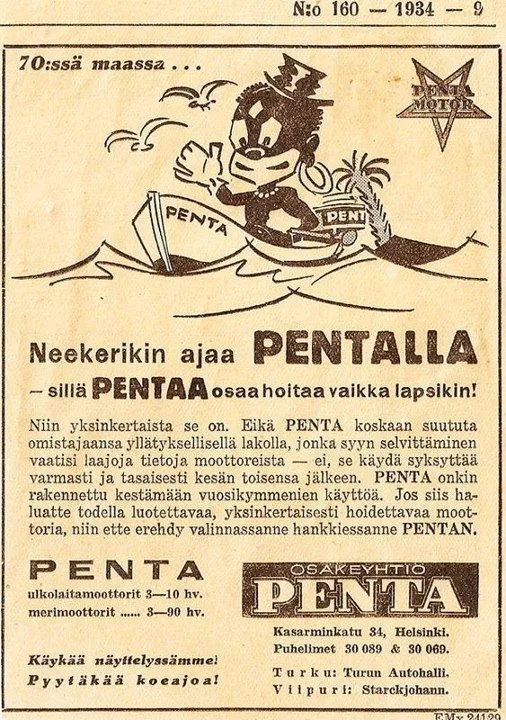 N:o 160 — 1934 — 9
70:ssä maassa . . .
PENTA
MOTOR
PENTA
PENT
Neekerikin ajaa PENTALLA
– sillä PENTAA osaa hoitaa vaikka lapsikin!
Niin yksinkertaista se on. Eikä PENTA koskaan suututa
omistajaansa yllätyksellisellä lakolla, jonka syyn selvittäminen
vaatisi laajoja tietoja moottoreista — ei, se käydä syksyttää
varmasti ja tasaisesti kesän toisensa jälkeen. PENTA onkin
rakennettu kestämään vuosikymmenien käyttöä. Jos siis ha-
luatte todella luotettavaa, yksinkertaisesti hoidettavaa moot-
toria, niin ette erehdy valinnassanne hankkiessanne PENTAN.
PENTA
ulkolaitamoottorit 3—10 hv.
merimoottorit ...... 3—90 hv.
Käykää näyttelyssämme!
Pyytäkää koeajoa!
OSAKEYHTIÖ
PENTA
Kasarminkatu 34, Helsinki.
Puhelimet 30 089 & 30 069.
Turku: Turun Autohalli.
Viipuri: Starckjohann.
EMx 24129